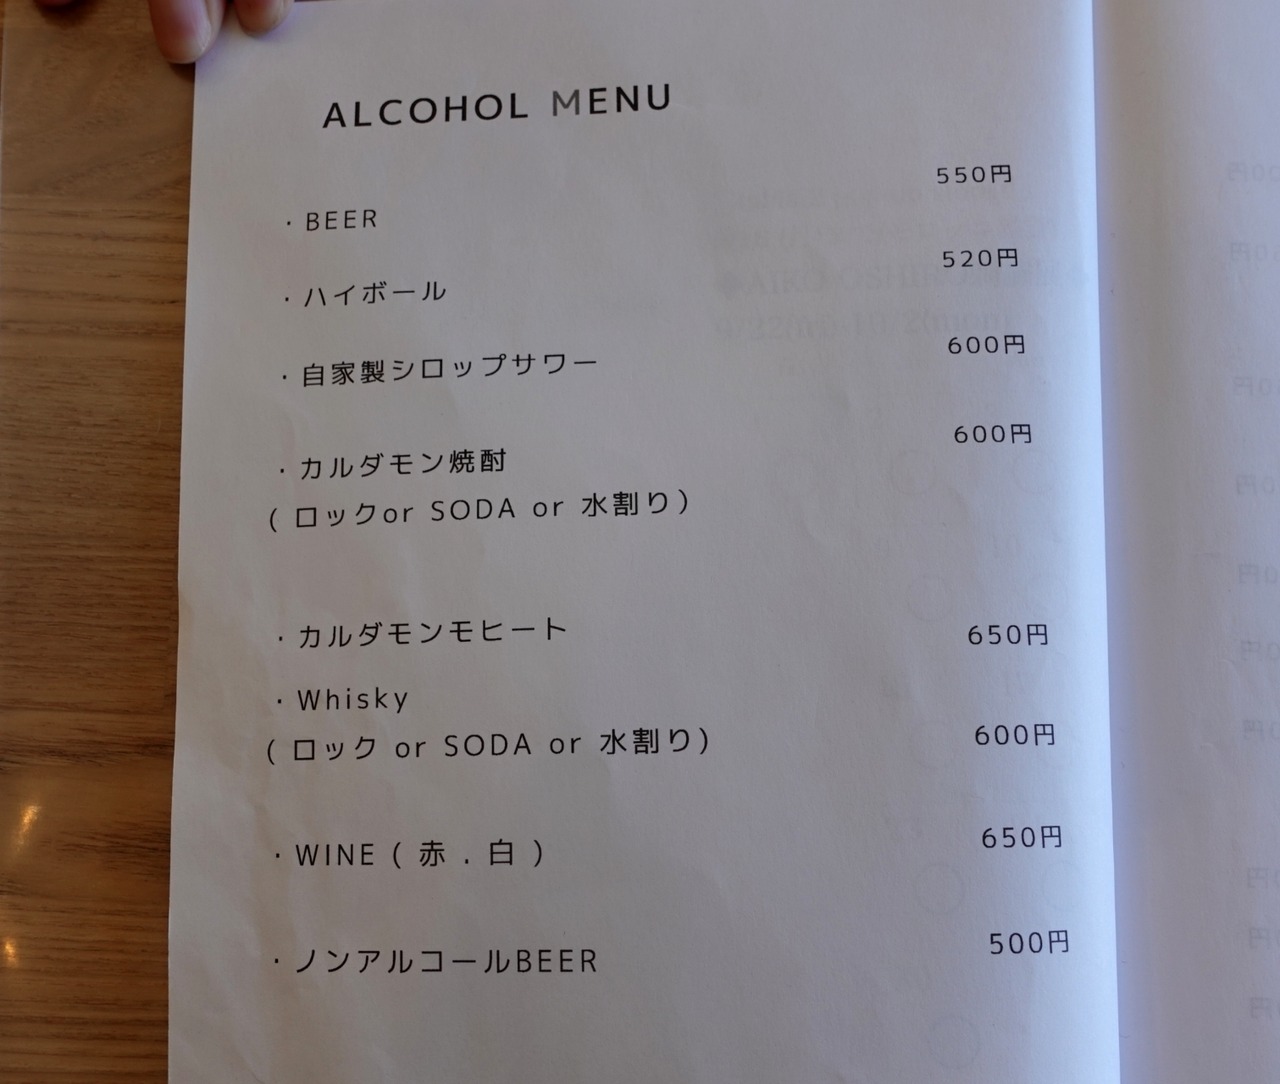 ALCOHOL MENU
・BEER 550円
・ハイボール 520円
・自家製シロップサワー 600円
・カルダモン焼酎 600円
( ロックor SODA or 水割り)
・カルダモンモヒート 650円
・Whisky
( ロック or SODA or 水割り) 600円
・WINE ( 赤 . 白 ) 650円
・ノンアルコールBEER 500円